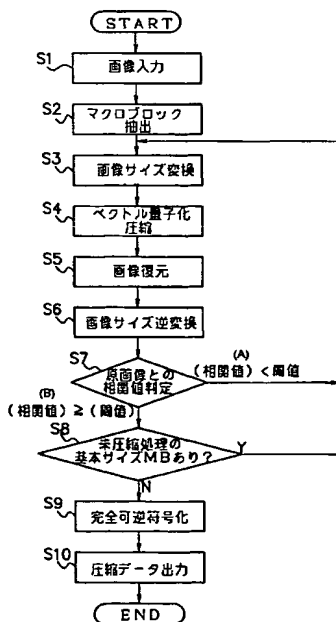 START
S1
画像入力
S2
マクロブロック
抽出
S3
画像サイズ変換
S4
ベクトル量子化
圧縮
S5
画像復元
S6
画像サイズ逆変換
S7
原画像との
相関値判定
(A)
(相関値)<閾値
(B)
(相関値)≧(閾値)
S8
未圧縮処理の
基本サイズMBあり?
Y
N
S9
完全可逆符号化
S10
圧縮データ出力
END